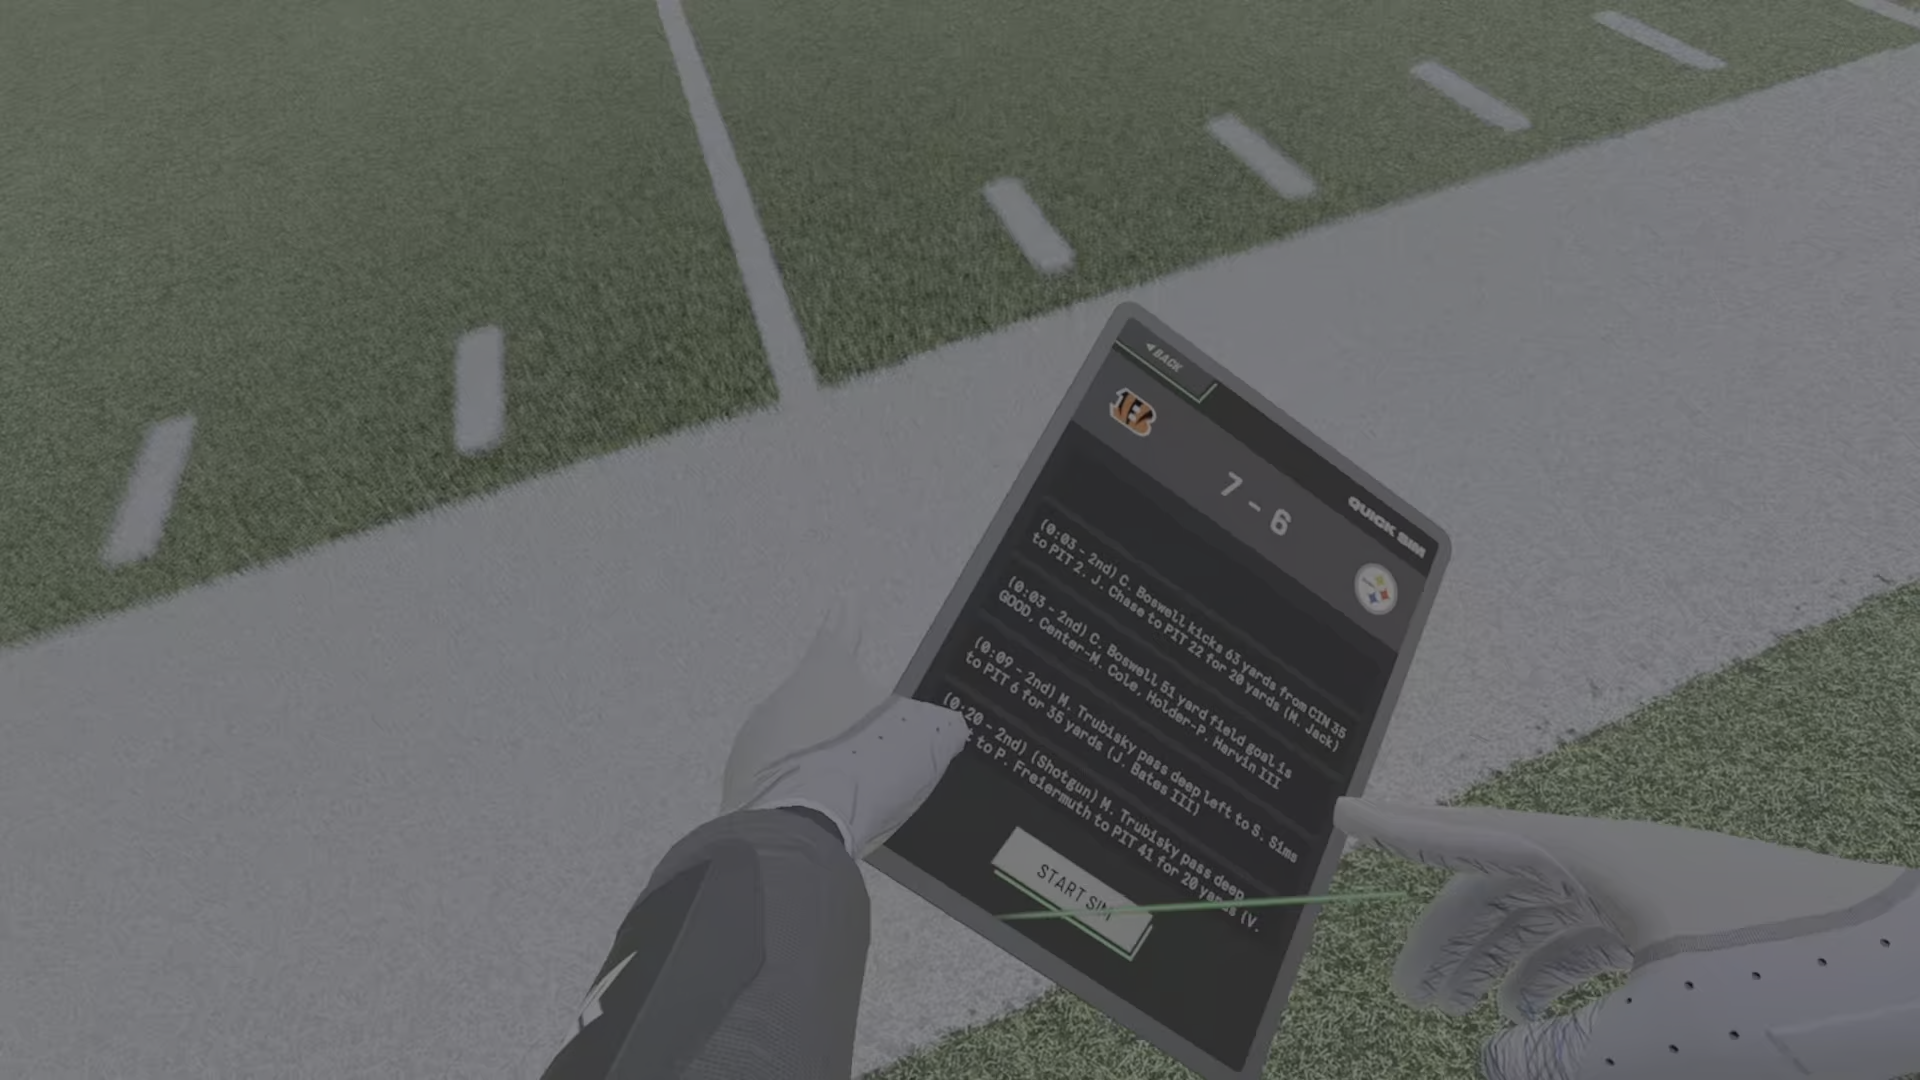 BACK
QUICK SIM
7 - 6
(0:03 - 2nd) C. Boswell kicks 63 yards from CIN 35
to PIT 2. J. Chase to PIT 22 for 20 yards (M. Jack)
(0:03 - 2nd) C. Boswell 51 yard field goal is
GOOD, Center-M. Cole, Holder-P. Harvin III
(0:09 - 2nd) M. Trubisky pass deep left to S. Sims
to PIT 6 for 35 yards (J. Bates III)
(0:20 - 2nd) (Shotgun) M. Trubisky pass deep
to P. Freiermuth to PIT 41 for 20 yards (V.
START SIM